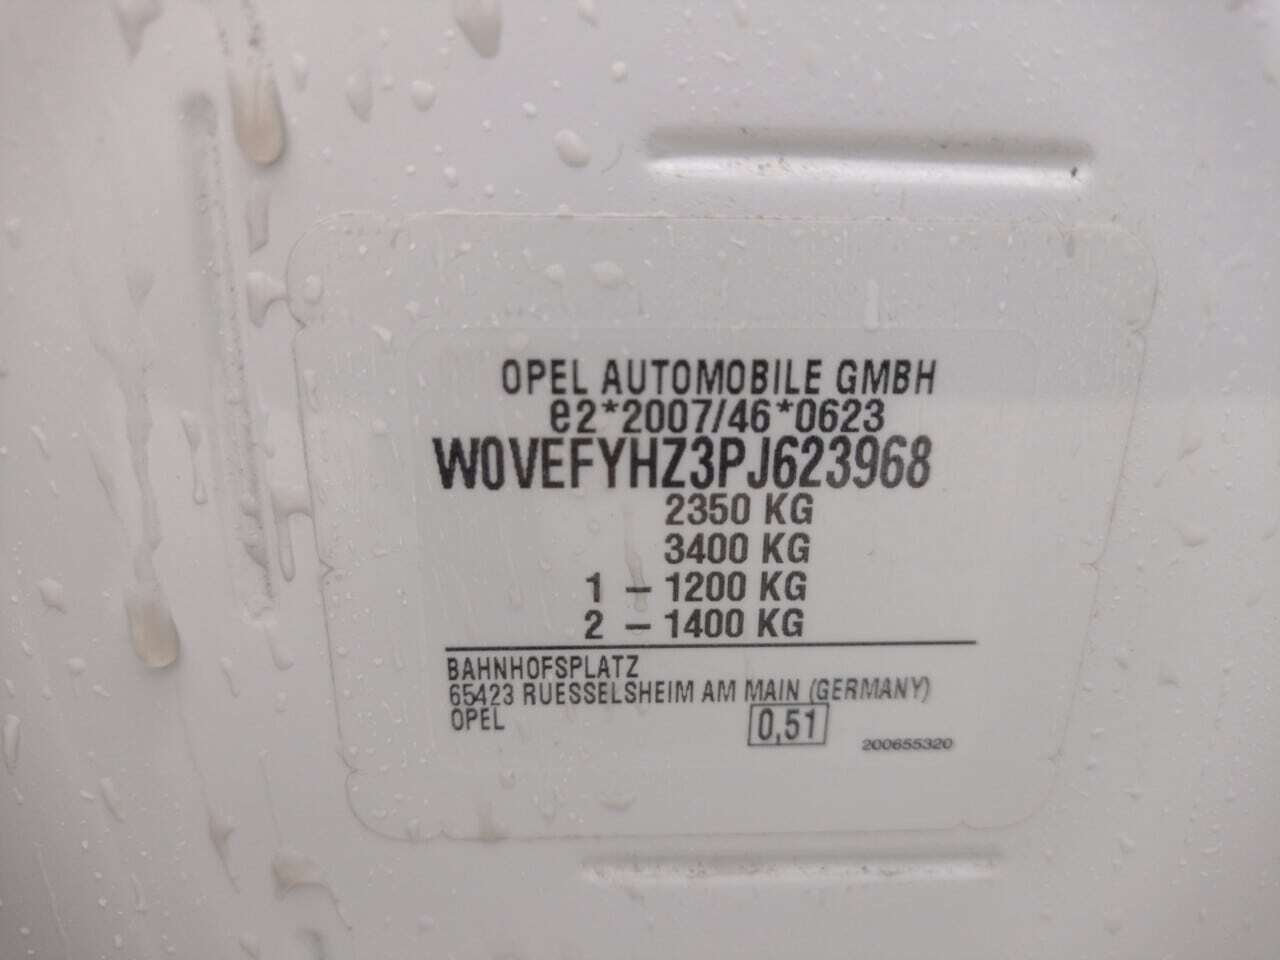 OPEL AUTOMOBILE GMBH
e2*2007/46*0623
W0VEFYHZ3PJ623968
2350 KG
3400 KG
1 – 1200 KG
2 – 1400 KG
BAHNHOFSPLATZ
65423 RUESSELSHEIM AM MAIN (GERMANY)
OPEL
0,51
200655320